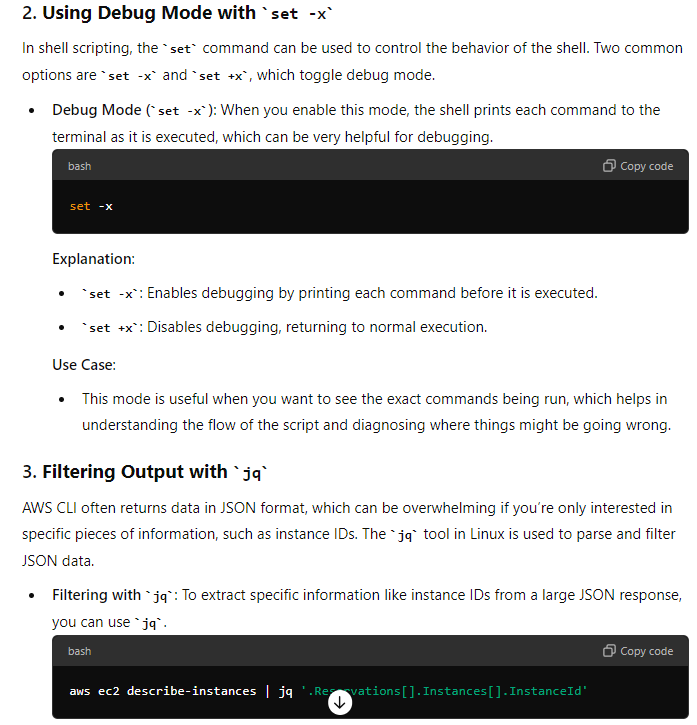 2. Using Debug Mode with `set -x`
In shell scripting, the `set` command can be used to control the behavior of the shell. Two common
options are `set -x` and `set +x`, which toggle debug mode.
• Debug Mode (`set -x`): When you enable this mode, the shell prints each command to the
terminal as it is executed, which can be very helpful for debugging.
bash Copy code
set -x
Explanation:
• `set -x`: Enables debugging by printing each command before it is executed.
• `set +x`: Disables debugging, returning to normal execution.
Use Case:
• This mode is useful when you want to see the exact commands being run, which helps in
understanding the flow of the script and diagnosing where things might be going wrong.
3. Filtering Output with `jq`
AWS CLI often returns data in JSON format, which can be overwhelming if you’re only interested in
specific pieces of information, such as instance IDs. The `jq` tool in Linux is used to parse and filter
JSON data.
• Filtering with `jq`: To extract specific information like instance IDs from a large JSON response,
you can use `jq`.
bash Copy code
aws ec2 describe-instances | jq '.Reservations[].Instances[].InstanceId'